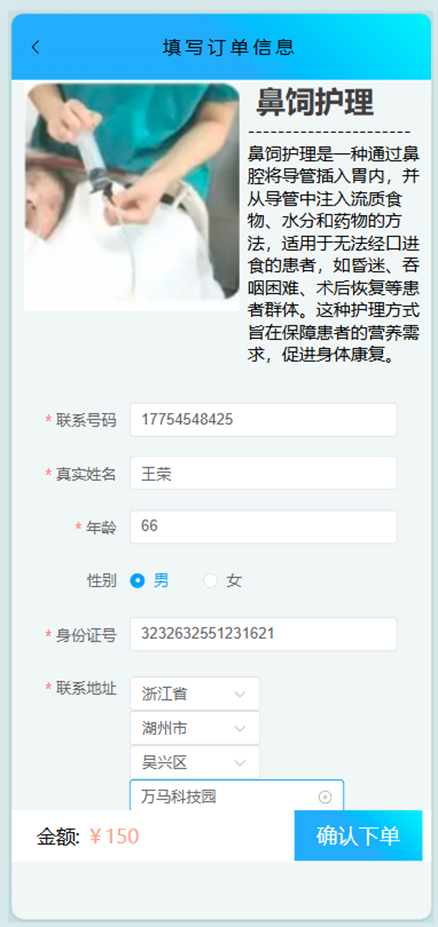 填写订单信息
鼻饲护理
----------------------
鼻饲护理是一种通过鼻
腔将导管插入胃内，并
从导管中注入流质食
物、水分和药物的方
法，适用于无法经口进
食的患者，如昏迷、吞
咽困难、术后恢复等患
者群体。这种护理方式
旨在保障患者的营养需
求，促进身体康复。
* 联系号码 17754548425
* 真实姓名 王荣
* 年龄 66
性别 男 女
* 身份证号 3232632551231621
* 联系地址 浙江省
湖州市
吴兴区
万马科技园
金额: ￥150 确认下单